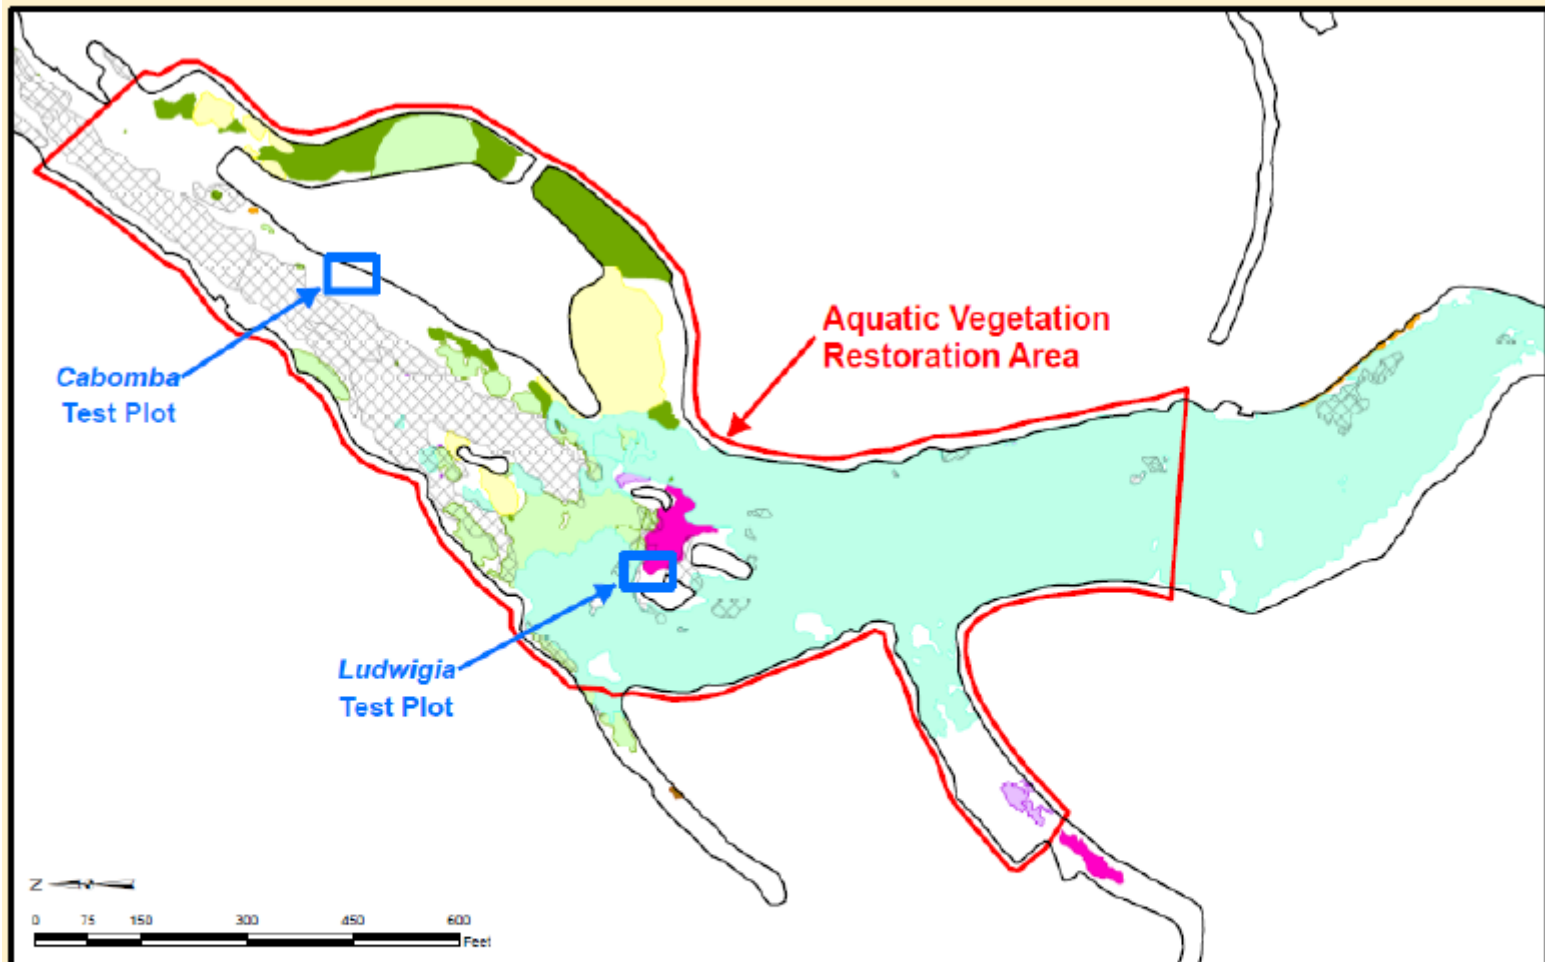 Aquatic Vegetation
Restoration Area
Cabomba
Test Plot
Ludwigia
Test Plot
Z
0 75 150 300 450 600
Feet